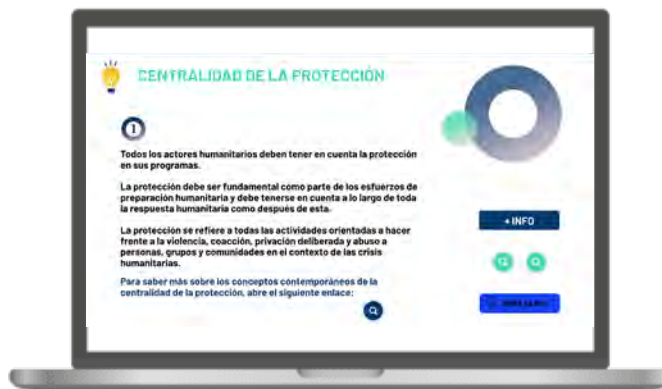 CENTRALIDAD DE LA PROTECCIÓN
1
Todos los actores humanitarios deben tener en cuenta la protección
en sus programas.
La protección debe ser fundamental como parte de los esfuerzos de
preparación humanitaria y debe tenerse en cuenta a lo largo de toda
la respuesta humanitaria como después de esta.
La protección se refiere a todas las actividades orientadas a hacer
frente a la violencia, coacción, privación deliberada y abuso a
personas, grupos y comunidades en el contexto de las crisis
humanitarias.
Para saber más sobre los conceptos contemporáneos de la
centralidad de la protección, abre el siguiente enlace:
+ INFO